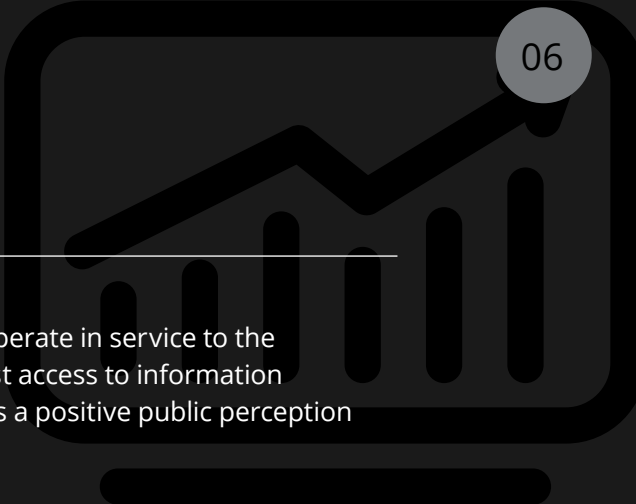 06
perate in service to the
t access to information
s a positive public perception